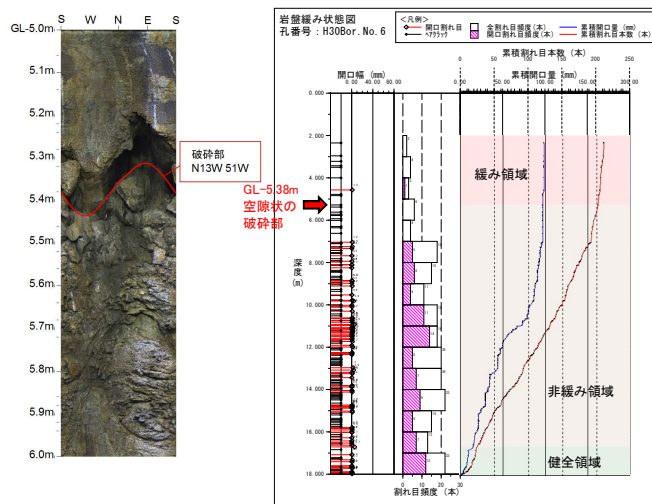 S W N E S
GL-5.0m
5.1m
5.2m
5.3m
5.4m
5.5m
5.6m
5.7m
5.8m
5.9m
6.0m
破砕部
N13W 51W
GL-5.38m
空隙状の
破砕部
岩盤緩み状態図
孔番号：H30Bor.No.6
<凡例>
開口割れ目
ヘアクラック
全割れ目頻度(本)
開口割れ目頻度(本)
累積開口量 (mm)
累積割れ目本数 (本)
累積割れ目本数 (本)
0 50 100 150 200 250
累積開口量 (mm)
開口幅 (mm)
0.00 40.00 80.00
0.000
2.000
4.000
6.000
8.000
10.000
12.000
14.000
16.000
18.000
深度
(m)
0 10 20 30
割れ目頻度 (本)
緩み領域
非緩み領域
健全領域